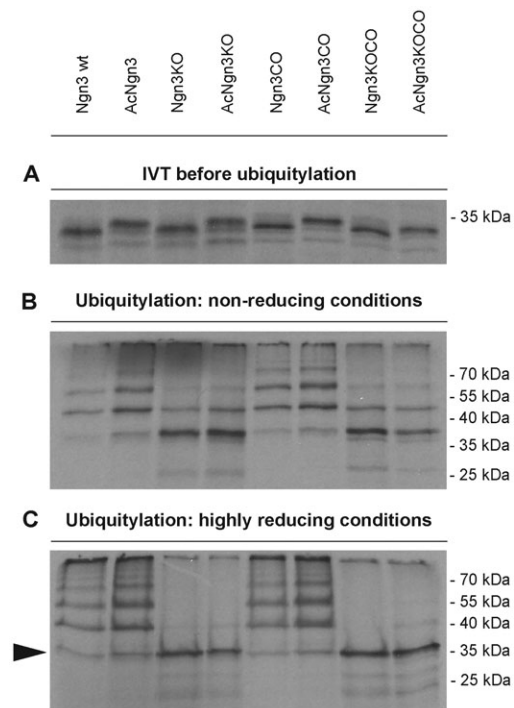 Ngn3 wt
AcNgn3
Ngn3KO
AcNgn3KO
Ngn3CO
AcNgn3CO
Ngn3KOCO
AcNgn3KOCO
A
IVT before ubiquitylation
- 35 kDa
B
Ubiquitylation: non-reducing conditions
- 70 kDa
- 55 kDa
- 40 kDa
- 35 kDa
- 25 kDa
C
Ubiquitylation: highly reducing conditions
- 70 kDa
- 55 kDa
- 40 kDa
- 35 kDa
- 25 kDa